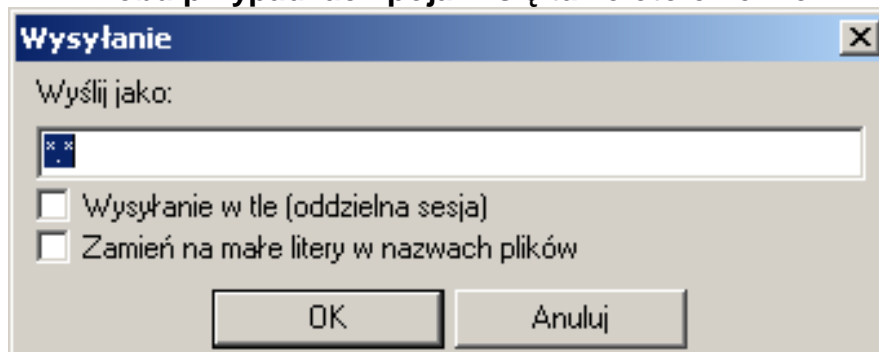 Wysyłanie
Wyślij jako:
*.*
Wysyłanie w tle (oddzielna sesja)
Zamień na małe litery w nazwach plików
OK
Anuluj